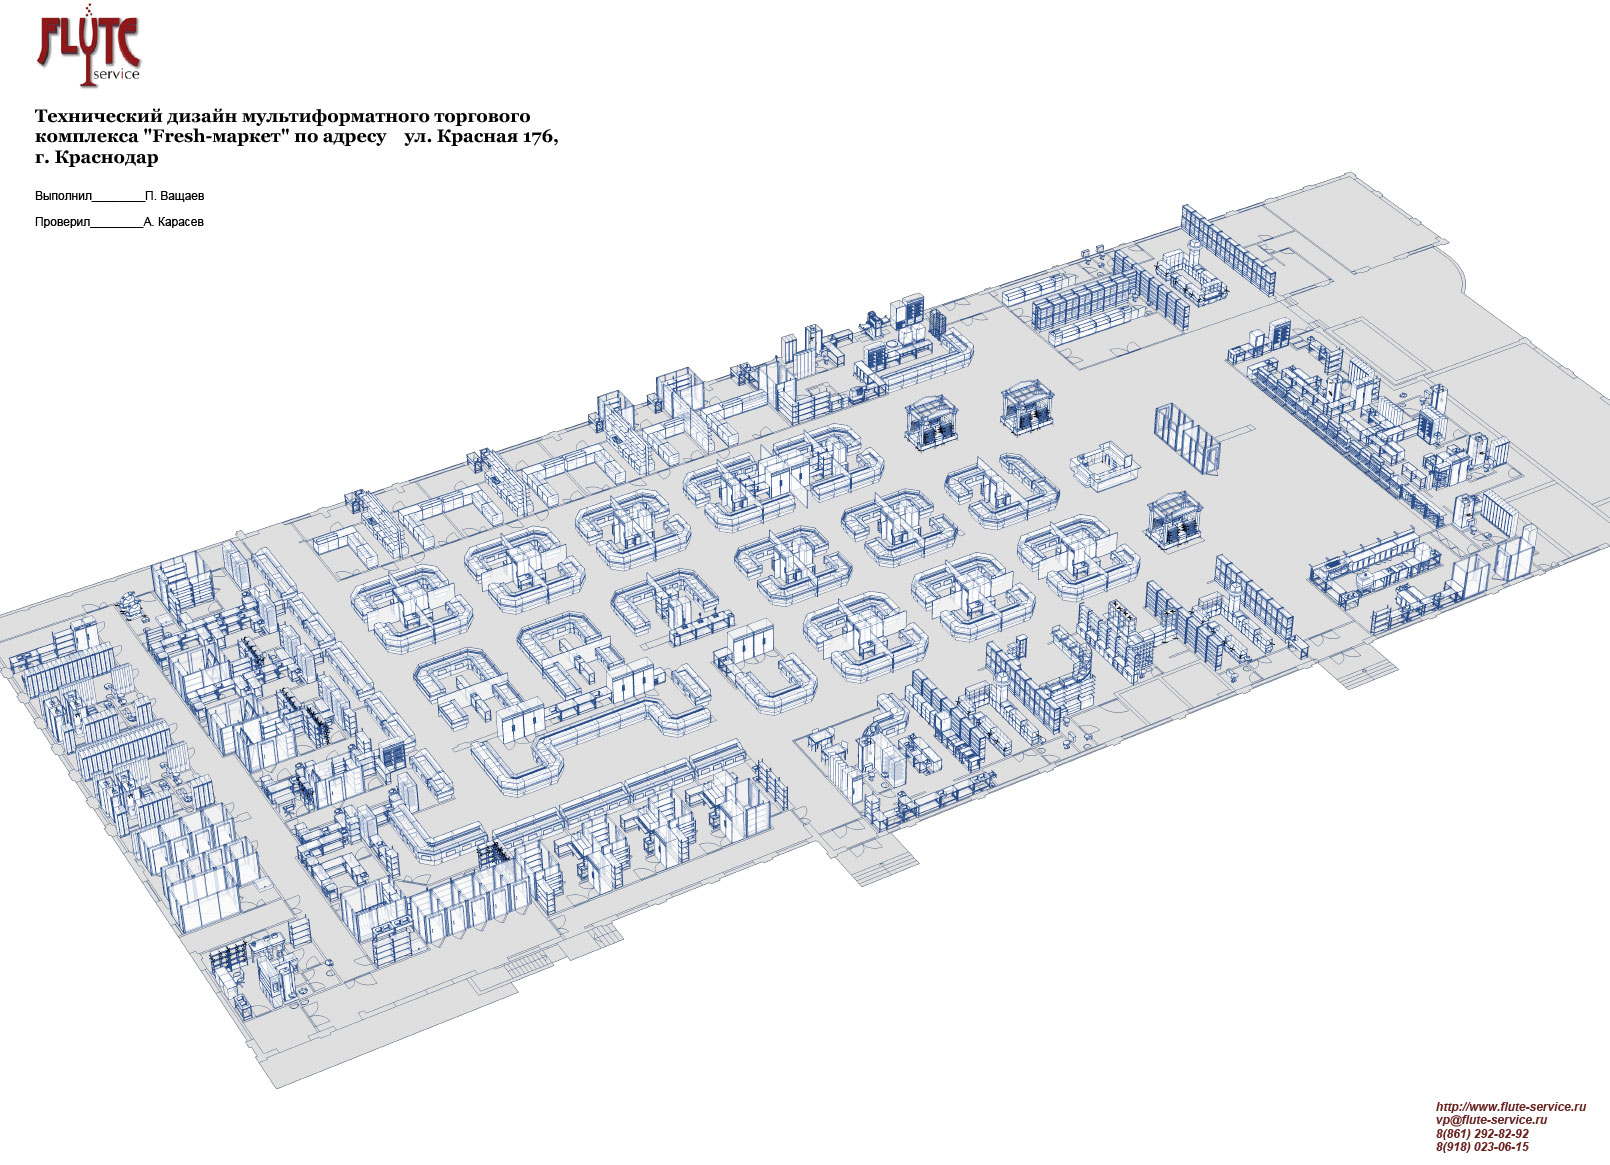 FLUTE
service
Технический дизайн мультиформатного торгового
комплекса "Fresh-маркет" по адресу ул. Красная 176,
г. Краснодар
Выполнил________П. Ващаев
Проверил________А. Карасев
http://www.flute-service.ru
vp@flute-service.ru
8(861) 292-82-92
8(918) 023-06-15